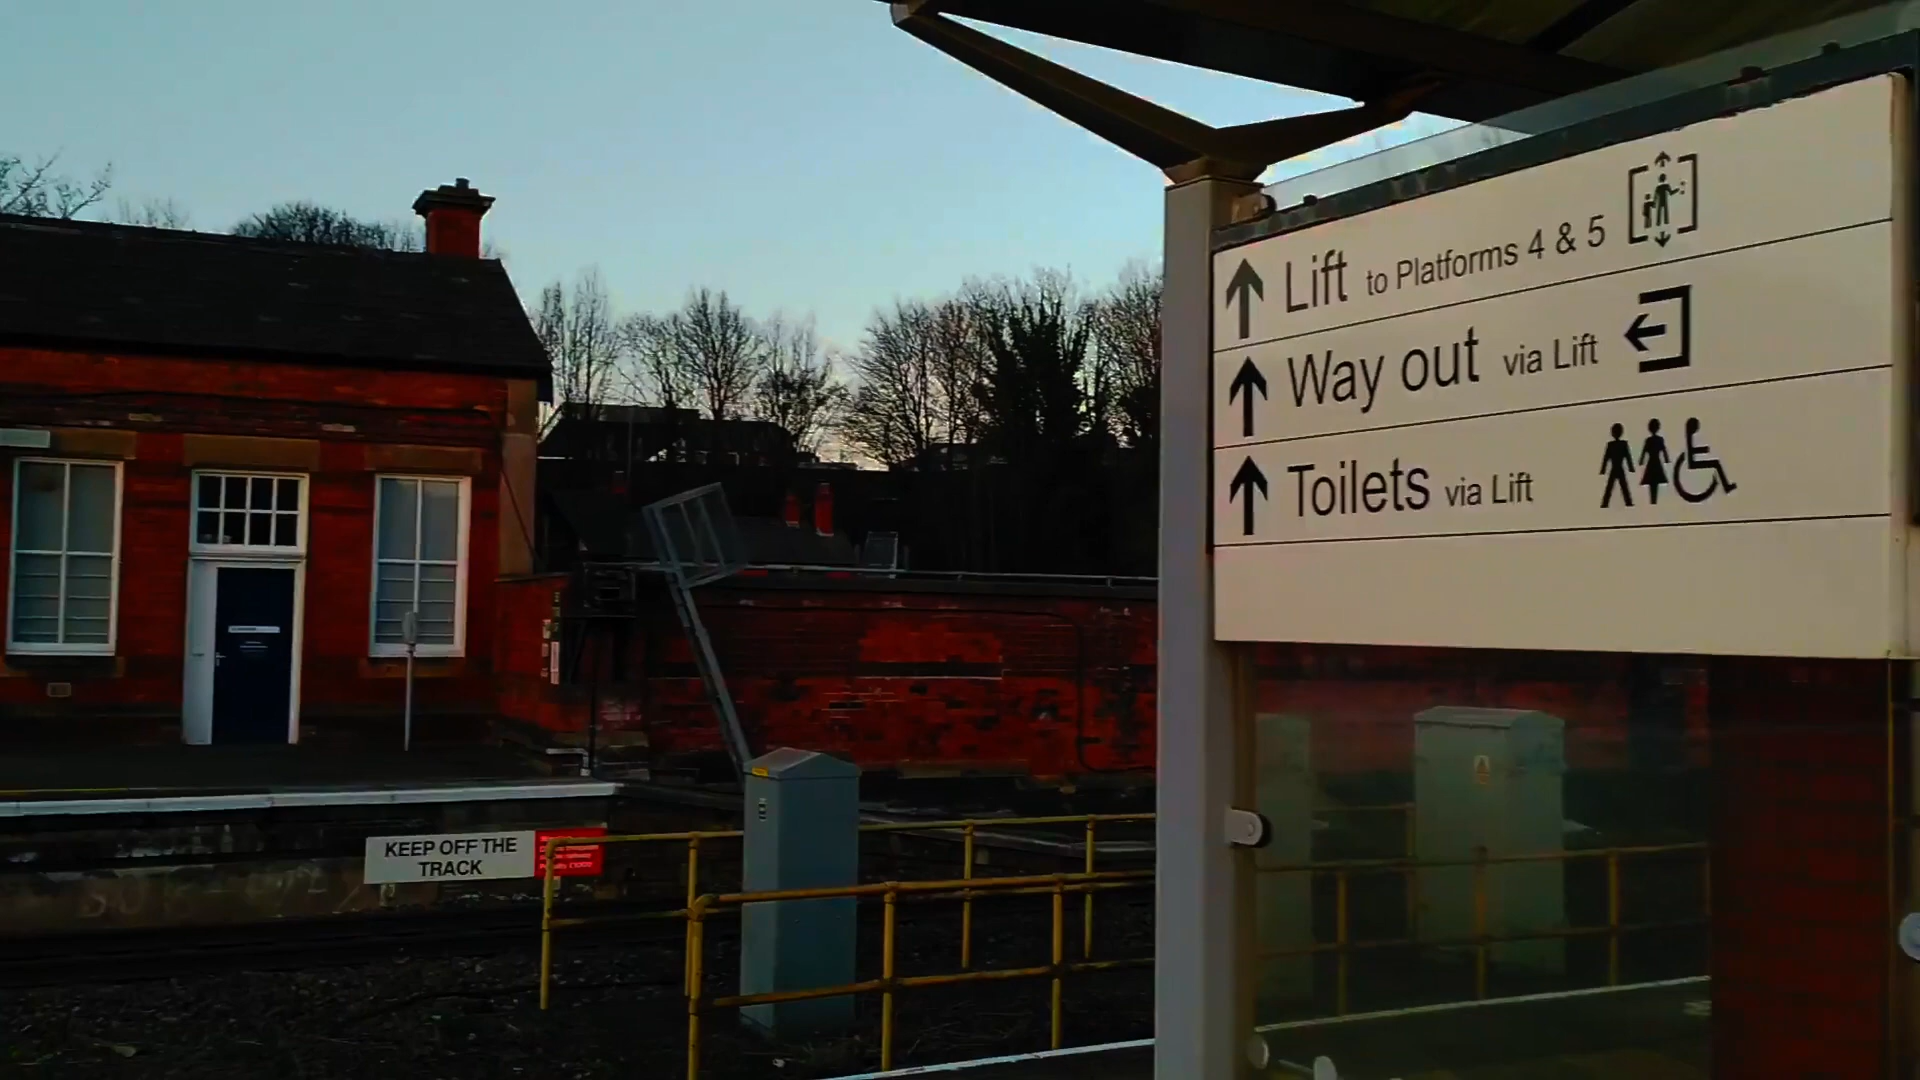 Lift to Platforms 4 & 5
Way out via Lift
Toilets via Lift
KEEP OFF THE
TRACK